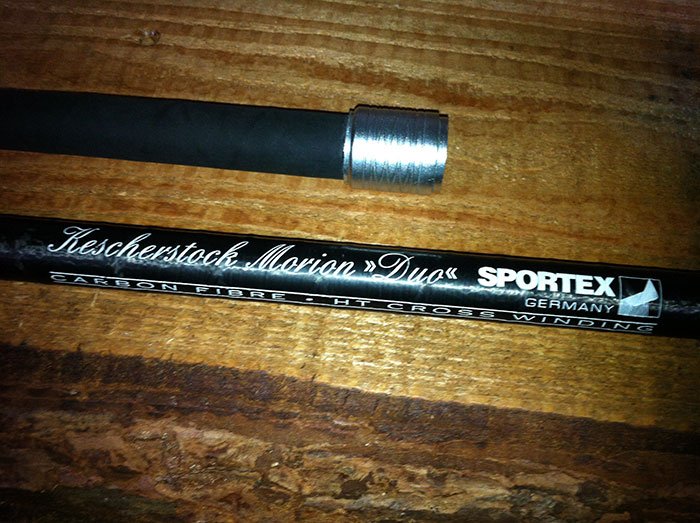 Kescherstock Morion »Duo« SPORTEX
GERMANY
CARBON FIBRE · HT CROSS WINDING